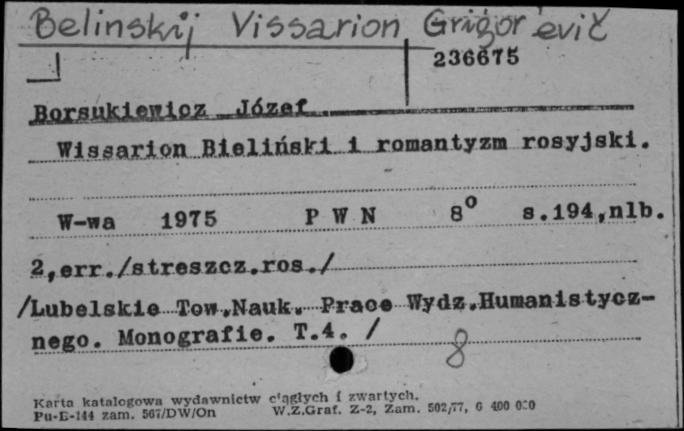 Belinskij Vissarion Grigor'evič
236675
Borsukiewicz Józef
Wissarion Bieliński i romantyzm rosyjski.
W-wa 1975 P W N 8⁰ s.194,nlb.
2,err./streszcz.ros./
/Lubelskie Tow.Nauk. Prace Wydz.Humanistycz-
nego. Monografie. T.4. /
8
Karta katalogowa wydawnictw ciągłych i zwartych.
Pu-E-144 zam. 567/DW/On W.Z.Graf. Z-2, Zam. 502/77, 6 400 000